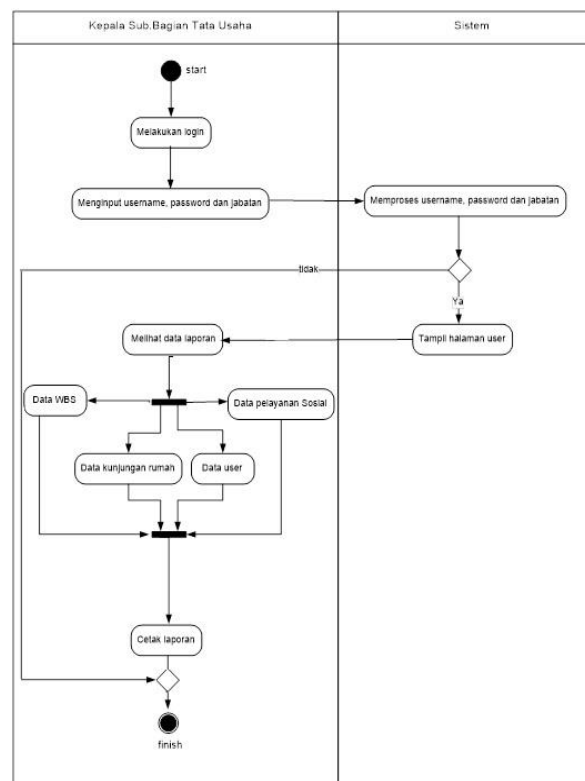 Kepala Sub.Bagian Tata Usaha
Sistem
start
Melakukan login
Menginput username, password dan jabatan
Memproses username, password dan jabatan
tidak
Ya
Melihat data laporan
Tampil halaman user
Data WBS
Data pelayanan Sosial
Data kunjungan rumah
Data user
Cetak laporan
finish